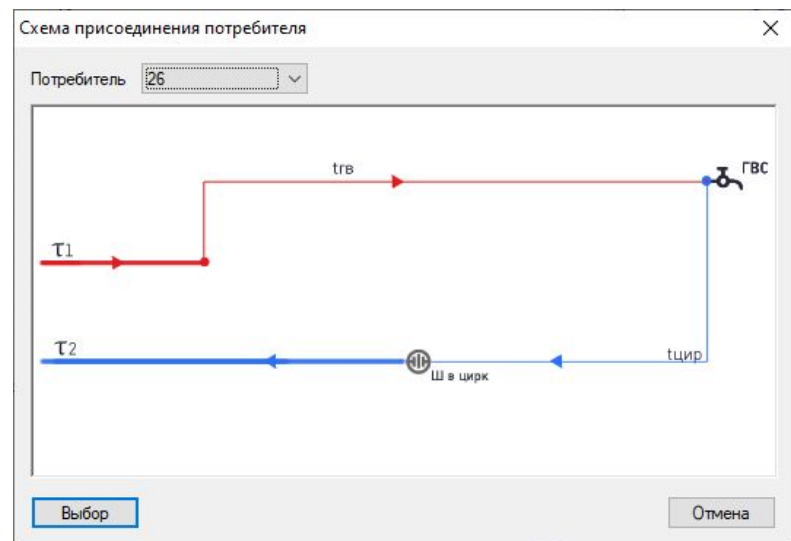 Схема присоединения потребителя
Потребитель 26
tгв
ГВС
τ1
τ2
tцир
Ш в цирк
Выбор
Отмена